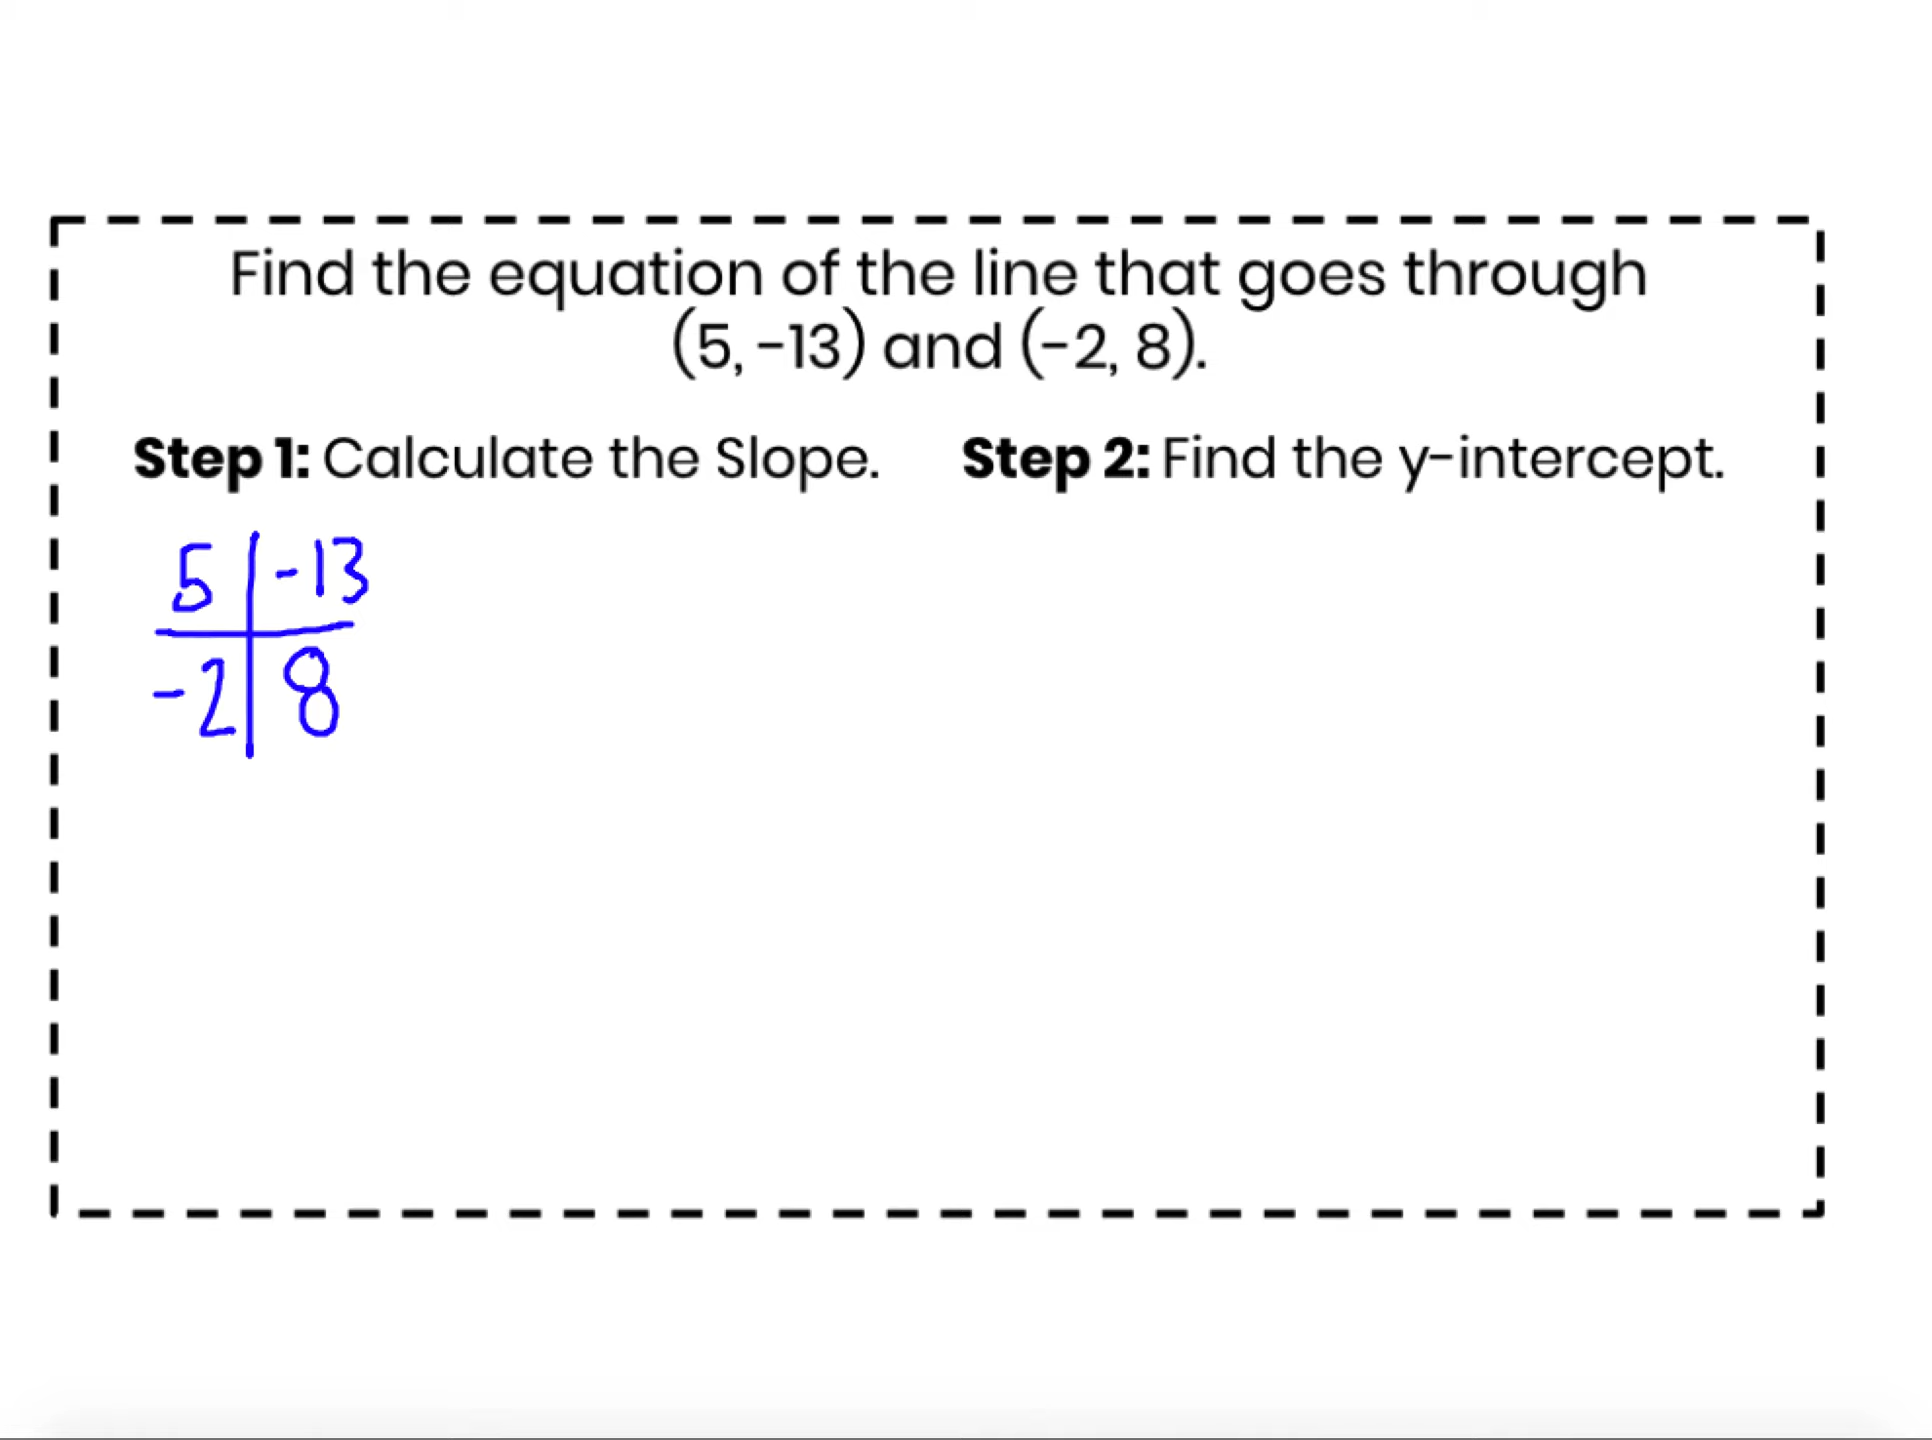 Find the equation of the line that goes through
(5, -13) and (-2, 8).
Step 1: Calculate the Slope.
Step 2: Find the y-intercept.
5 | -13
-2 | 8